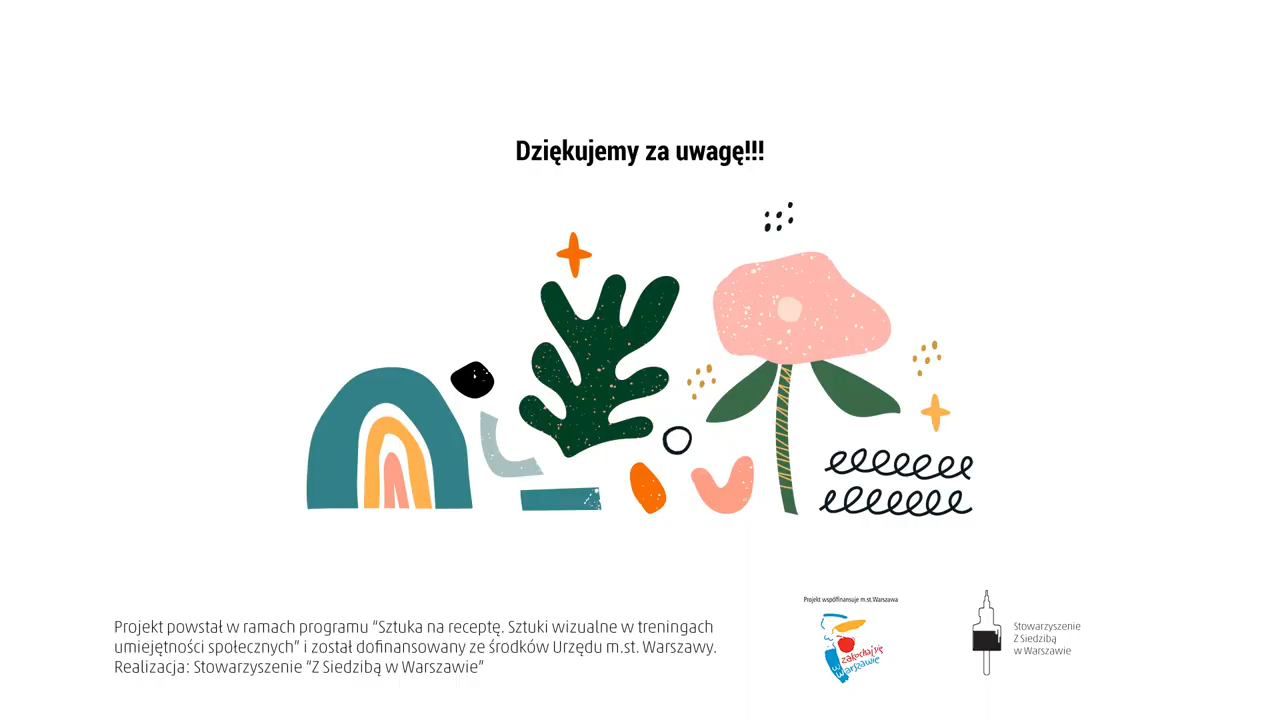 Dziękujemy za uwagę!!!
Projekt powstał w ramach programu “Sztuka na receptę. Sztuki wizualne w treningach
umiejętności społecznych” i został dofinansowany ze środków Urzędu m.st. Warszawy.
Realizacja: Stowarzyszenie “Z Siedzibą w Warszawie”
Projekt współfinansuje m.st.Warszawa
zakochaj się
w Warszawie
Stowarzyszenie
Z Siedzibą
w Warszawie